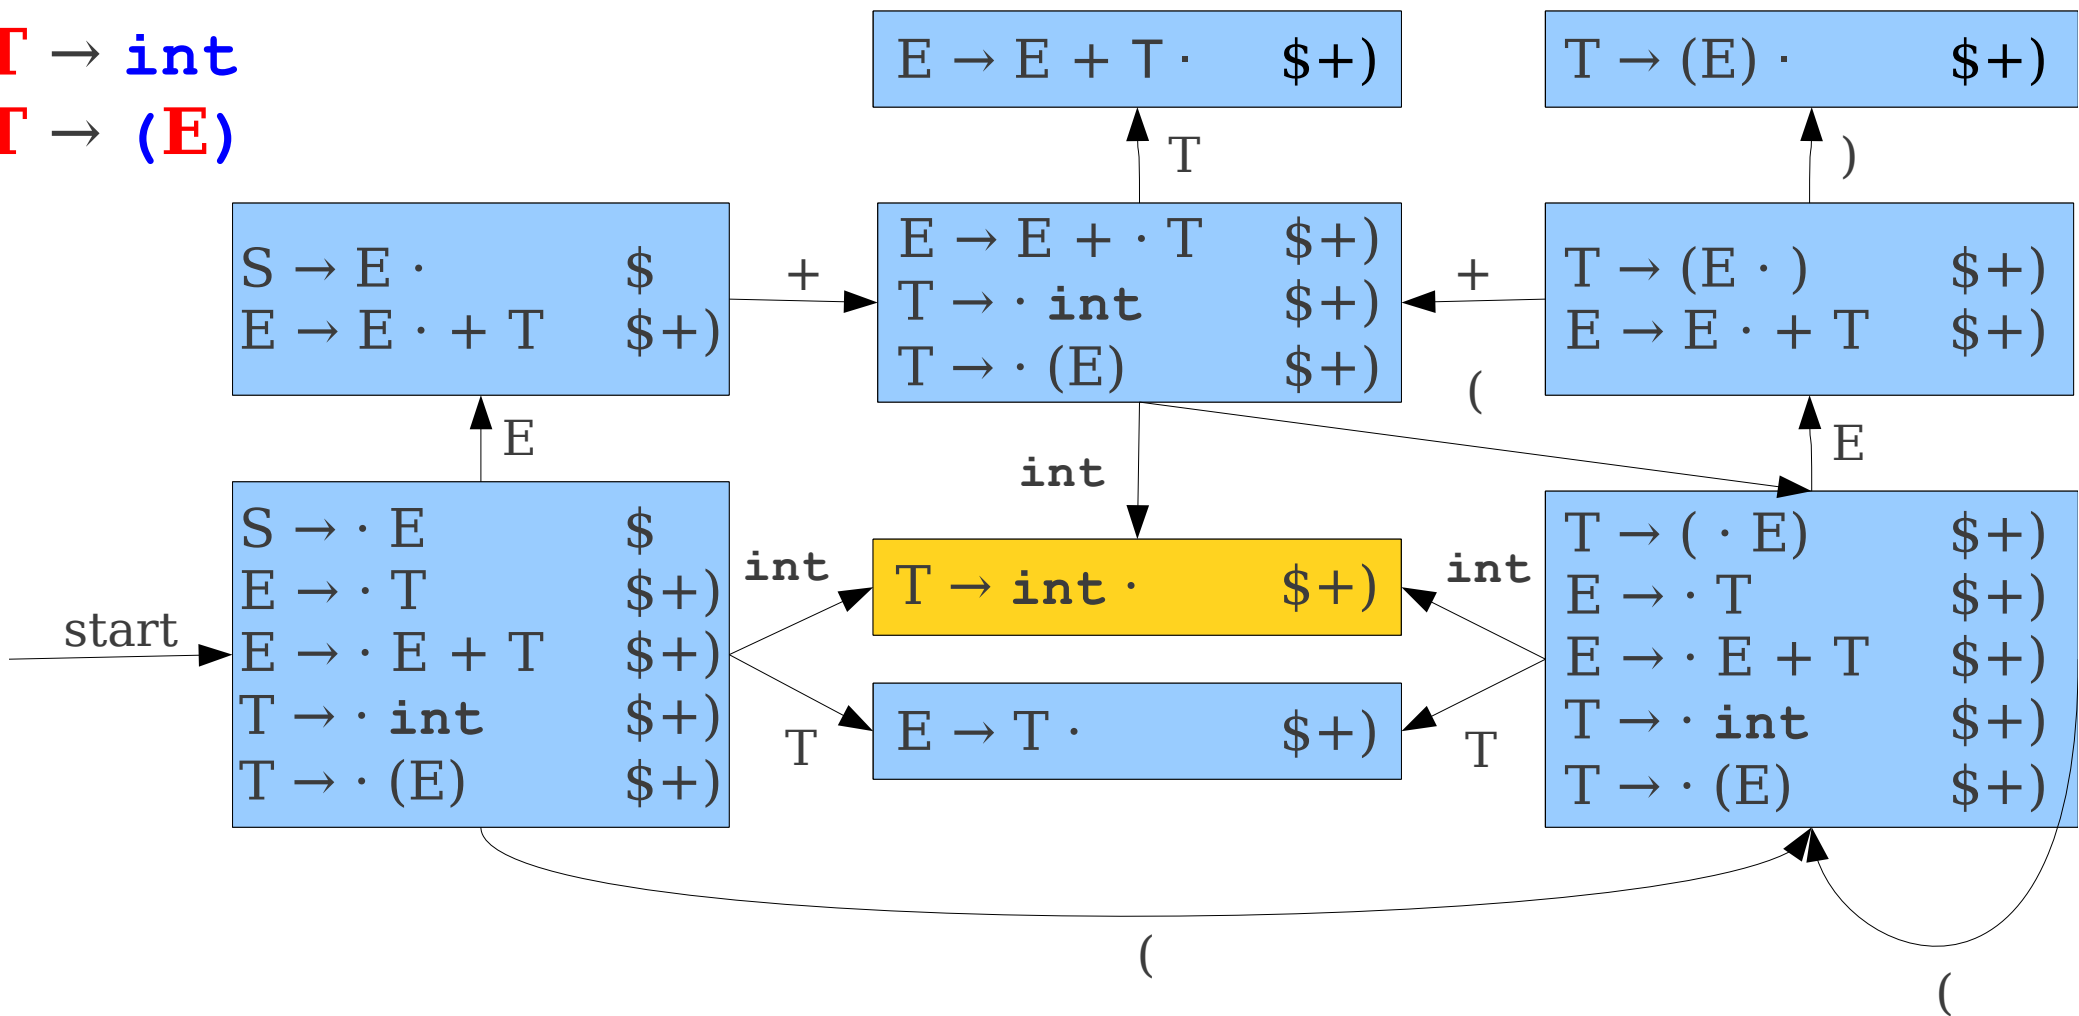 T → int
T → (E)
E → E + T · $+)
T → (E) · $+)
T
)
S → E · $
E → E · + T $+)
+
E → E + · T $+)
T → · int $+)
T → · (E) $+)
+
T → (E · ) $+)
E → E · + T $+)
(
E
int
E
start
S → · E $
E → · T $+)
E → · E + T $+)
T → · int $+)
T → · (E) $+)
int
T → int · $+)
int
T
E → T · $+)
T
T → ( · E) $+)
E → · T $+)
E → · E + T $+)
T → · int $+)
T → · (E) $+)
(
(